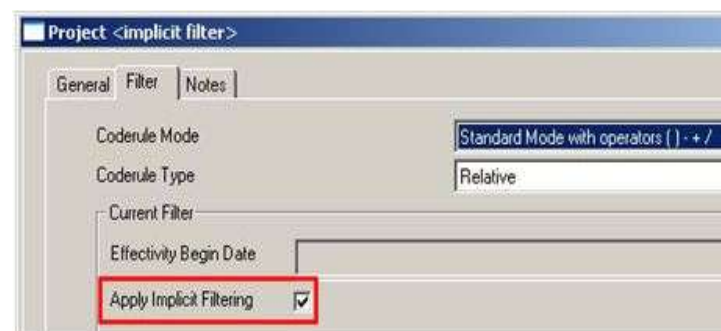 Project <implicit filter>
General Filter Notes
Coderule Mode Standard Mode with operators ( ) - + /
Coderule Type Relative
Current Filter
Effectivity Begin Date
Apply Implicit Filtering